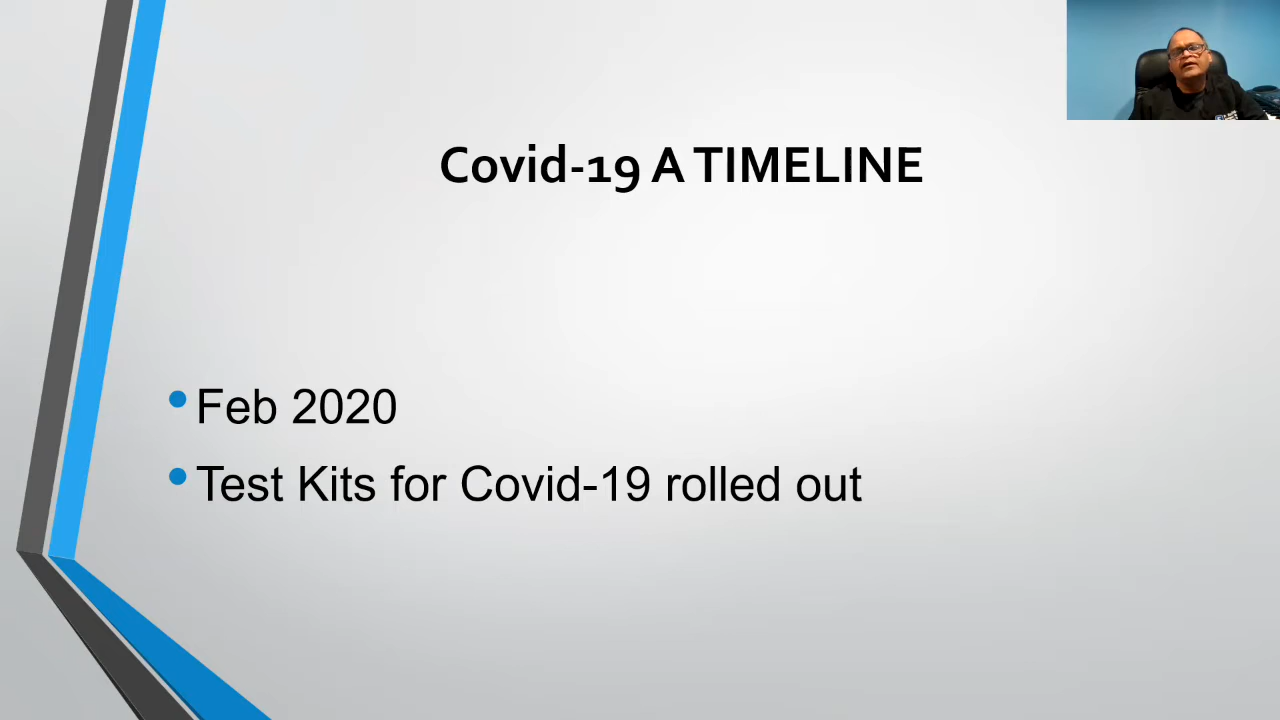 Covid-19 A TIMELINE
• Feb 2020
• Test Kits for Covid-19 rolled out